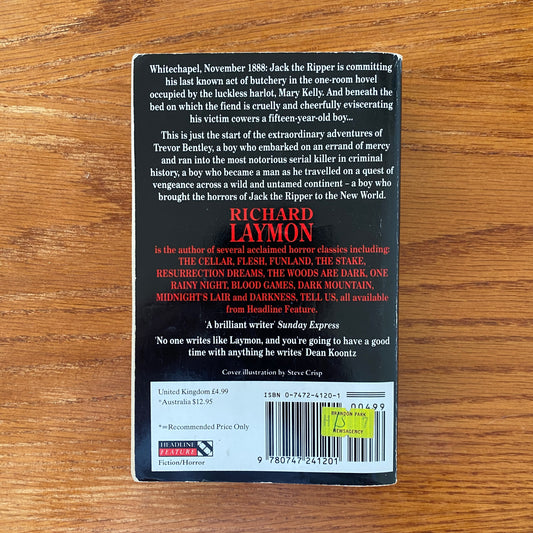 Whitechapel, November 1888: Jack the Ripper is committing
his last known act of butchery in the one-room hovel
occupied by the luckless harlot, Mary Kelly. And beneath the
bed on which the fiend is cruelly and cheerfully eviscerating
his victim cowers a fifteen-year-old boy...
This is just the start of the extraordinary adventures of
Trevor Bentley, a boy who embarked on an errand of mercy
and ran into the most notorious serial killer in criminal
history, a boy who became a man as he travelled on a quest of
vengeance across a wild and untamed continent – a boy who
brought the horrors of Jack the Ripper to the New World.
RICHARD
LAYMON
is the author of several acclaimed horror classics including:
THE CELLAR, FLESH, FUNLAND, THE STAKE,
RESURRECTION DREAMS, THE WOODS ARE DARK, ONE
RAINY NIGHT, BLOOD GAMES, DARK MOUNTAIN,
MIDNIGHT'S LAIR and DARKNESS, TELL US, all available
from Headline Feature.
'A brilliant writer' Sunday Express
'No one writes like Laymon, and you're going to have a good
time with anything he writes' Dean Koontz
Cover illustration by Steve Crisp
United Kingdom £4.99
*Australia $12.95
*=Recommended Price Only
HEADLINE
FEATURE
Fiction/Horror
ISBN 0-7472-4120-1
00499
BRANDON PARK
NEWSAGENCY
9 780747 241201